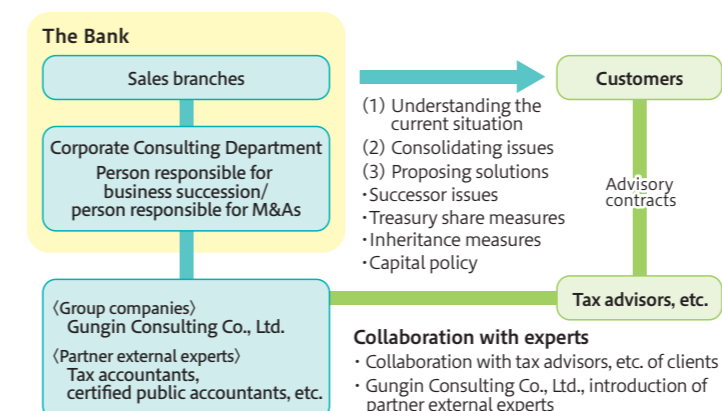 The Bank
Sales branches
Corporate Consulting Department
Person responsible for
business succession/
person responsible for M&As
〈Group companies〉
Gungin Consulting Co., Ltd.
〈Partner external experts〉
Tax accountants,
certified public accountants, etc.
(1) Understanding the
current situation
(2) Consolidating issues
(3) Proposing solutions
・Successor issues
・Treasury share measures
・Inheritance measures
・Capital policy
Customers
Advisory
contracts
Tax advisors, etc.
Collaboration with experts
・Collaboration with tax advisors, etc. of clients
・Gungin Consulting Co., Ltd., introduction of
partner external experts